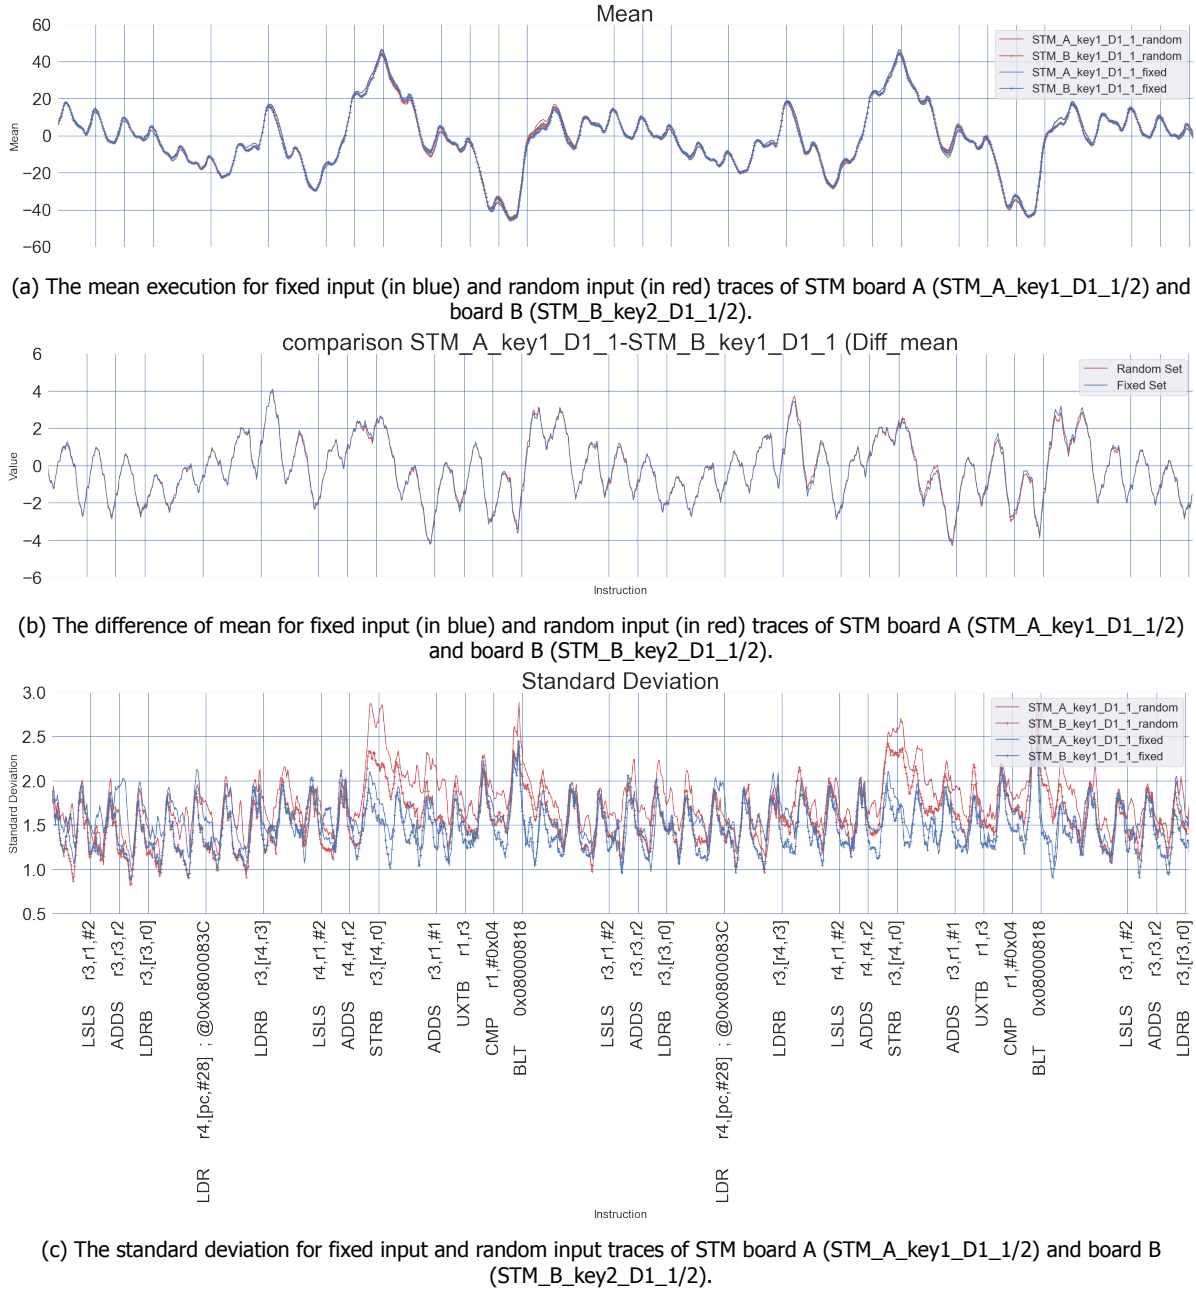 Mean
60
40
20
0
−20
−40
−60
Mean
STM_A_key1_D1_1_random
STM_B_key1_D1_1_random
STM_A_key1_D1_1_fixed
STM_B_key1_D1_1_fixed
(a) The mean execution for fixed input (in blue) and random input (in red) traces of STM board A (STM_A_key1_D1_1/2) and
board B (STM_B_key2_D1_1/2).
comparison STM_A_key1_D1_1-STM_B_key1_D1_1 (Diff_mean
6
4
2
0
−2
−4
−6
Value
Random Set
Fixed Set
Instruction
(b) The difference of mean for fixed input (in blue) and random input (in red) traces of STM board A (STM_A_key1_D1_1/2)
and board B (STM_B_key2_D1_1/2).
Standard Deviation
3.0
2.5
2.0
1.5
1.0
0.5
Standard Deviation
STM_A_key1_D1_1_random
STM_B_key1_D1_1_random
STM_A_key1_D1_1_fixed
STM_B_key1_D1_1_fixed
LSLS r3,r1,#2
ADDS r3,r3,r2
LDRB r3,[r3,r0]
LDR r4,[pc,#28] ; @0x0800083C
LDRB r3,[r4,r3]
LSLS r4,r1,#2
ADDS r4,r4,r2
STRB r3,[r4,r0]
ADDS r3,r1,#1
UXTB r1,r3
CMP r1,#0x04
BLT 0x08000818
LSLS r3,r1,#2
ADDS r3,r3,r2
LDRB r3,[r3,r0]
LDR r4,[pc,#28] ; @0x0800083C
LDRB r3,[r4,r3]
LSLS r4,r1,#2
ADDS r4,r4,r2
STRB r3,[r4,r0]
ADDS r3,r1,#1
UXTB r1,r3
CMP r1,#0x04
BLT 0x08000818
LSLS r3,r1,#2
ADDS r3,r3,r2
LDRB r3,[r3,r0]
Instruction
(c) The standard deviation for fixed input and random input traces of STM board A (STM_A_key1_D1_1/2) and board B
(STM_B_key2_D1_1/2).